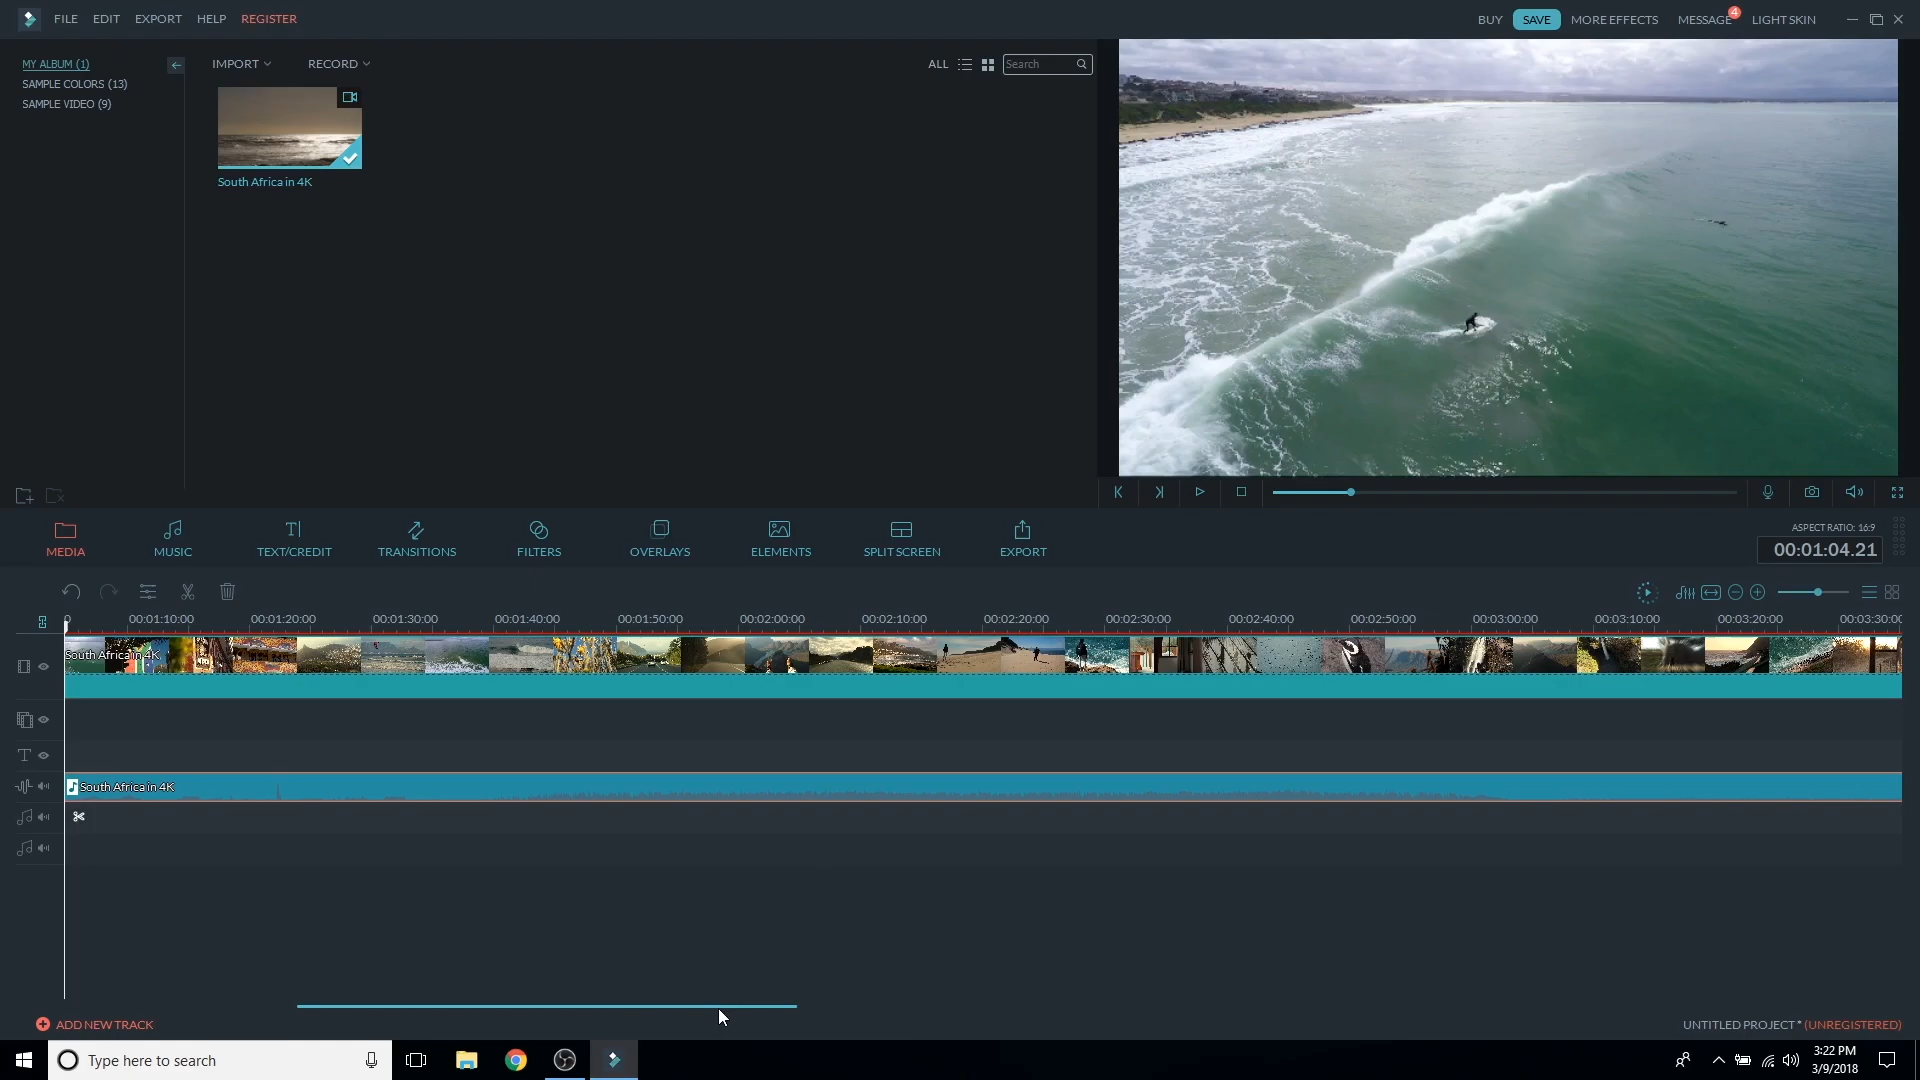 FILE EDIT EXPORT HELP REGISTER
BUY SAVE MORE EFFECTS MESSAGE 4 LIGHT SKIN
MY ALBUM (1)
SAMPLE COLORS (13)
SAMPLE VIDEO (9)
IMPORT RECORD
ALL Search
South Africa in 4K
MEDIA MUSIC TEXT/CREDIT TRANSITIONS FILTERS OVERLAYS ELEMENTS SPLIT SCREEN EXPORT
ASPECT RATIO: 16:9
00:01:04.21
00:01:10:00 00:01:20:00 00:01:30:00 00:01:40:00 00:01:50:00 00:02:00:00 00:02:10:00 00:02:20:00 00:02:30:00 00:02:40:00 00:02:50:00 00:03:00:00 00:03:10:00 00:03:20:00 00:03:30:00
South Africa in 4K
South Africa in 4K
ADD NEW TRACK
UNTITLED PROJECT * (UNREGISTERED)
Type here to search
3:22 PM
3/9/2018